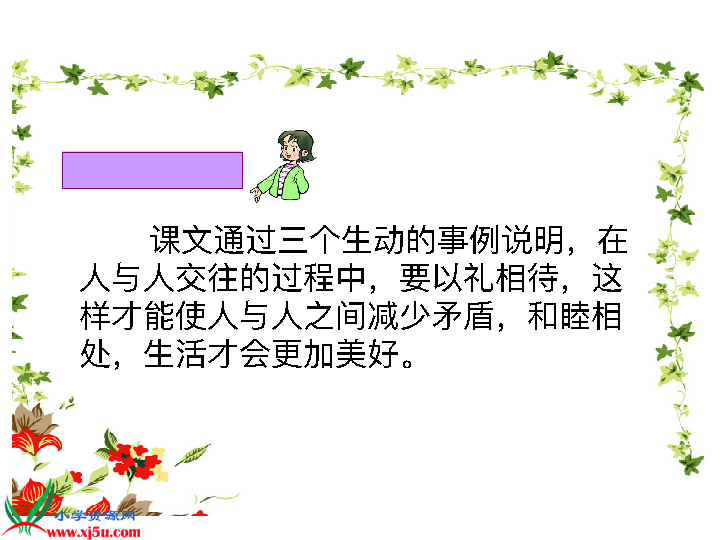 课文通过三个生动的事例说明，在
人与人交往的过程中，要以礼相待，这
样才能使人与人之间减少矛盾，和睦相
处，生活才会更加美好。
小学资源网
www.xj5u.com